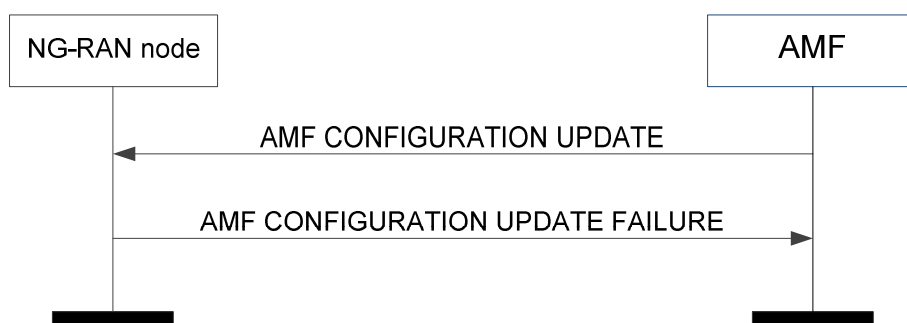 NG-RAN node
AMF
AMF CONFIGURATION UPDATE
AMF CONFIGURATION UPDATE FAILURE